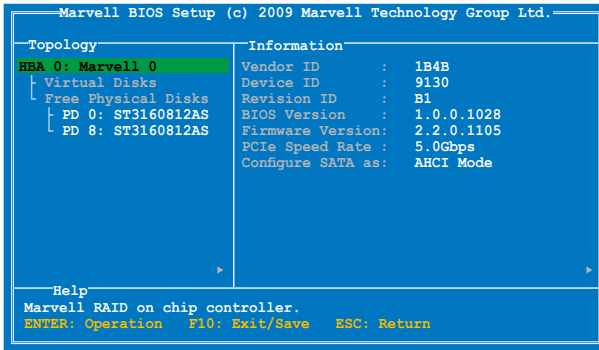 Marvell BIOS Setup (c) 2009 Marvell Technology Group Ltd.
Topology
HBA 0: Marvell 0
Virtual Disks
Free Physical Disks
PD 0: ST3160812AS
PD 8: ST3160812AS
Information
Vendor ID : 1B4B
Device ID : 9130
Revision ID : B1
BIOS Version : 1.0.0.1028
Firmware Version: 2.2.0.1105
PCIe Speed Rate : 5.0Gbps
Configure SATA as: AHCI Mode
Help
Marvell RAID on chip controller.
ENTER: Operation F10: Exit/Save ESC: Return